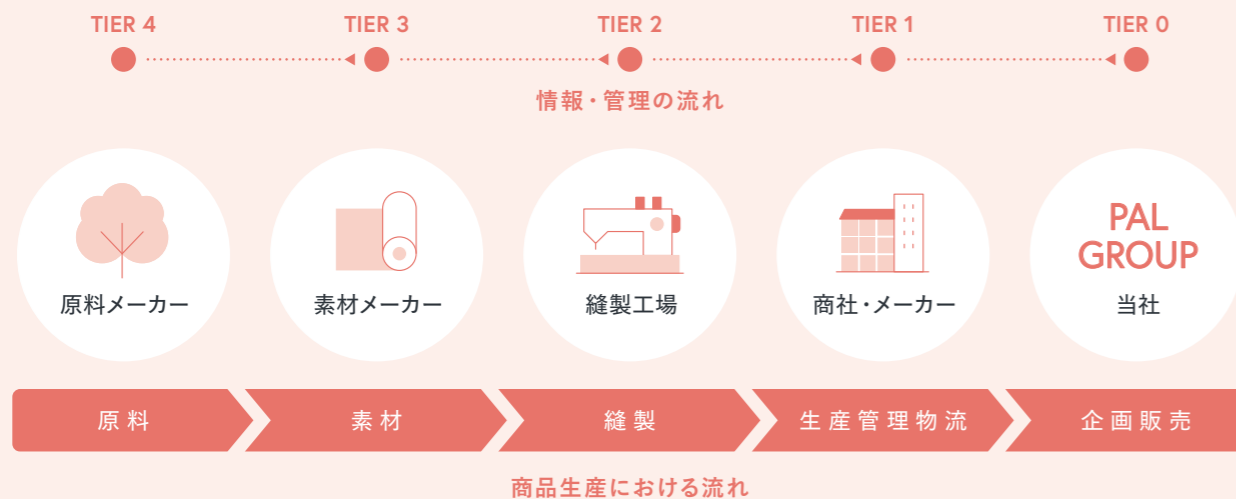 TIER 4
TIER 3
TIER 2
TIER 1
TIER 0
情報・管理の流れ
原料メーカー
素材メーカー
縫製工場
商社・メーカー
PAL
GROUP
当社
原料
素材
縫製
生産管理物流
企画販売
商品生産における流れ